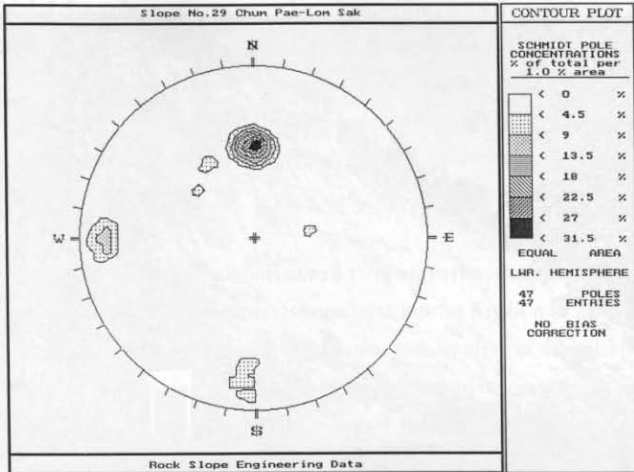 Slope No.29 Chum Pae-Lom Sak
N
W
E
S
Rock Slope Engineering Data
CONTOUR PLOT
SCHMIDT POLE
CONCENTRATIONS
% of total per
1.0 % area
< 0 %
< 4.5 %
< 9 %
< 13.5 %
< 18 %
< 22.5 %
< 27 %
< 31.5 %
EQUAL AREA
LWR. HEMISPHERE
47 POLES
47 ENTRIES
NO BIAS
CORRECTION